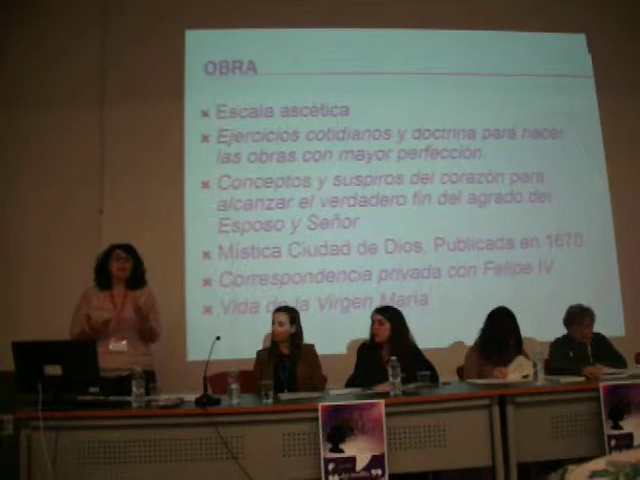 OBRA
Escala ascética
Ejercicios cotidianos y doctrina para hacer
las obras con mayor perfección.
Conceptos y suspiros del corazón para
alcanzar el verdadero fin del agrado del
Esposo y Señor
Mística Ciudad de Dios. Publicada en 1670
Correspondencia privada con Felipe IV
Vida de la Virgen María